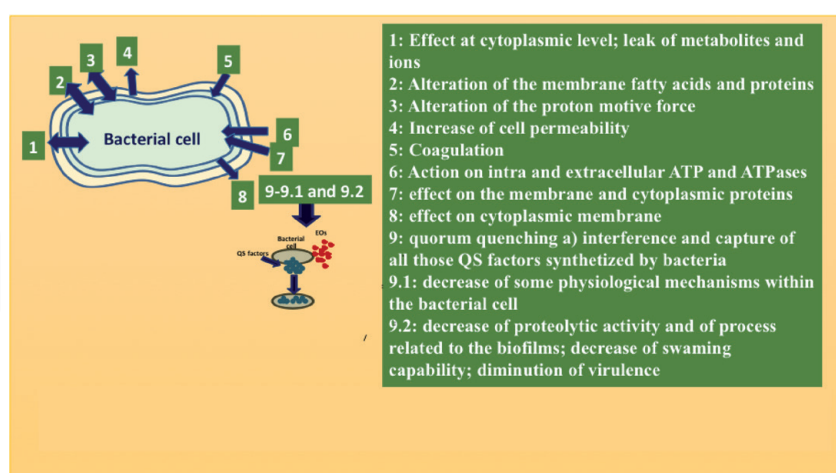 1
2
3
4
5
6
7
8
Bacterial cell
9-9.1 and 9.2
Bacterial
cell
EOs
QS factors
1: Effect at cytoplasmic level; leak of metabolites and
ions
2: Alteration of the membrane fatty acids and proteins
3: Alteration of the proton motive force
4: Increase of cell permeability
5: Coagulation
6: Action on intra and extracellular ATP and ATPases
7: effect on the membrane and cytoplasmic proteins
8: effect on cytoplasmic membrane
9: quorum quenching a) interference and capture of
all those QS factors synthetized by bacteria
9.1: decrease of some physiological mechanisms within
the bacterial cell
9.2: decrease of proteolytic activity and of process
related to the biofilms; decrease of swaming
capability; diminution of virulence